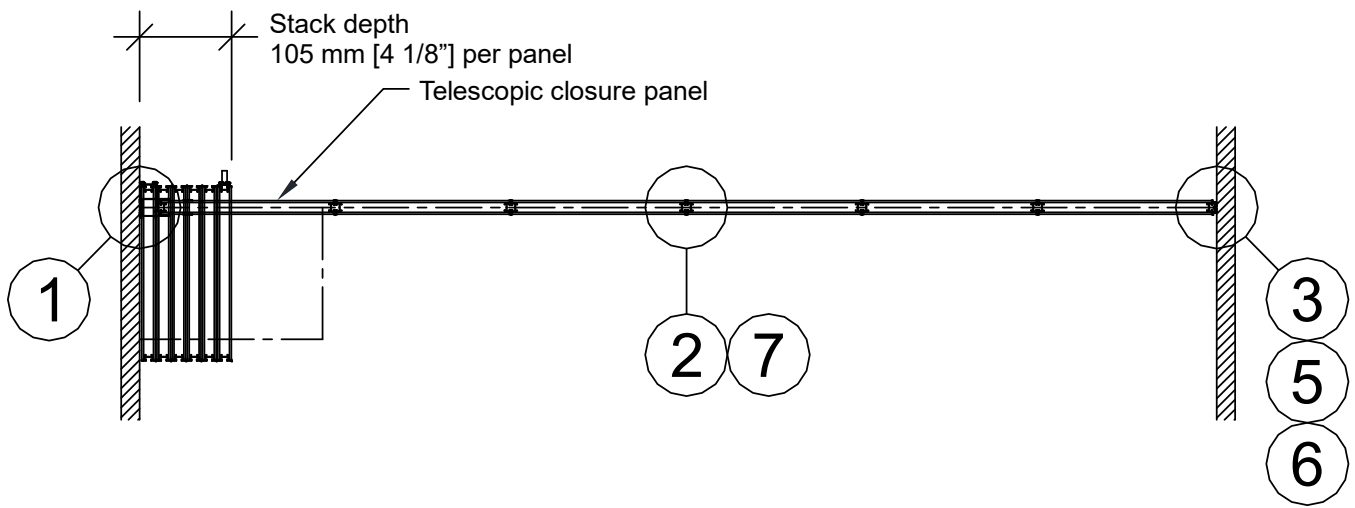 Stack depth
105 mm [4 1/8”] per panel
Telescopic closure panel
1
2 7
3
5
6